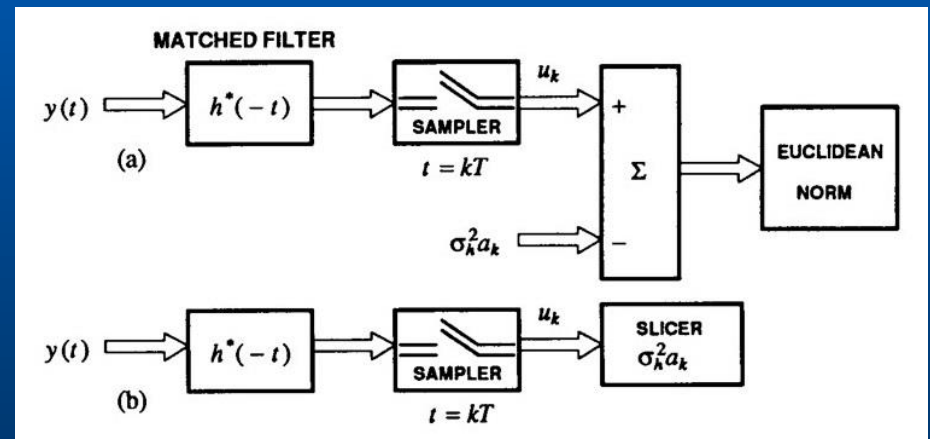 MATCHED FILTER
y(t)
h*(−t)
SAMPLER
t = kT
u_k
+
Σ
−
σ_h^2 a_k
EUCLIDEAN
NORM
(a)
y(t)
h*(−t)
SAMPLER
t = kT
u_k
SLICER
σ_h^2 a_k
(b)